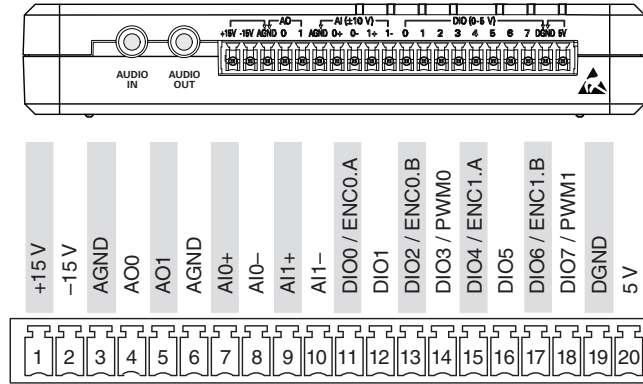 AO AI (±10 V) DIO (0-5 V)
+15V -15V AGND 0 1 AGND 0+ 0- 1+ 1- 0 1 2 3 4 5 6 7 DGND 5V
AUDIO IN
AUDIO OUT
+15 V
–15 V
AGND
AO0
AO1
AGND
AI0+
AI0–
AI1+
AI1–
DIO0 / ENC0.A
DIO1
DIO2 / ENC0.B
DIO3 / PWM0
DIO4 / ENC1.A
DIO5
DIO6 / ENC1.B
DIO7 / PWM1
DGND
5 V
1 2 3 4 5 6 7 8 9 10 11 12 13 14 15 16 17 18 19 20